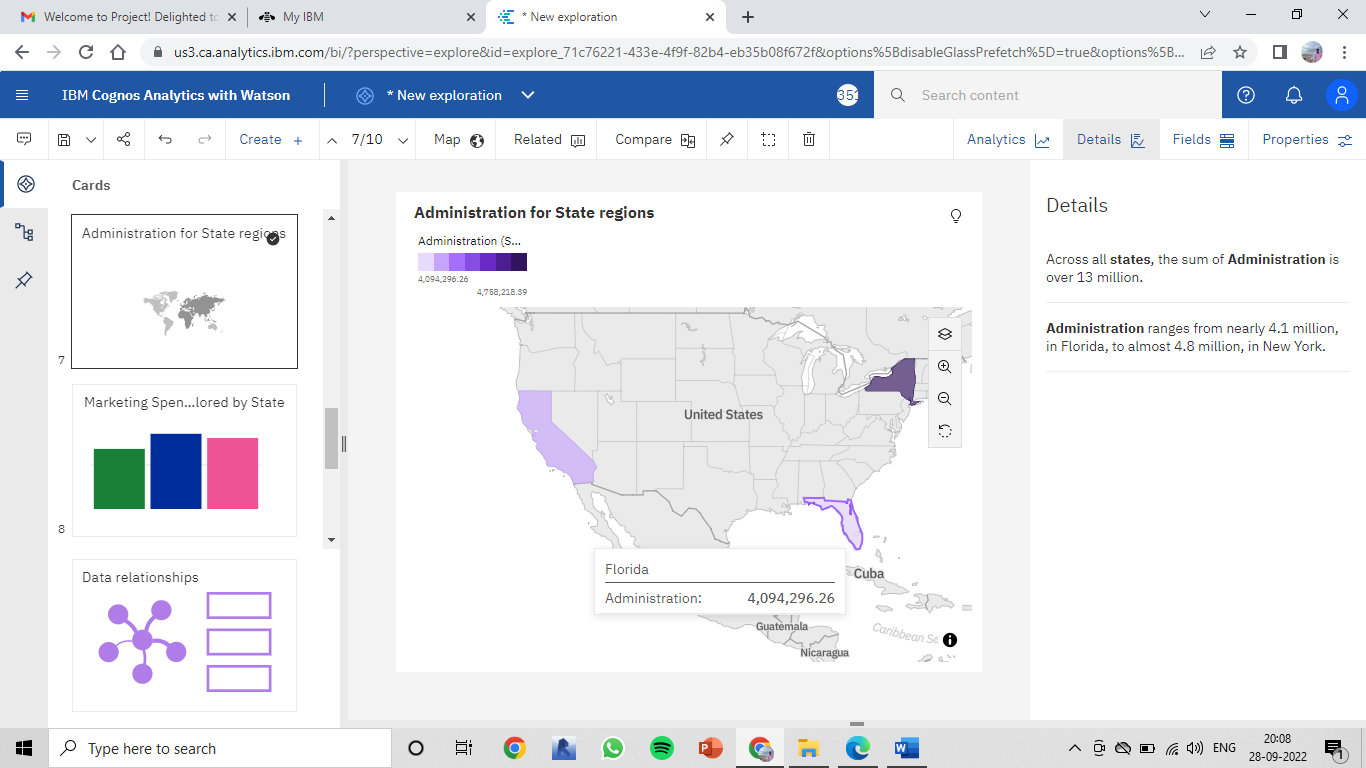 Welcome to Project! Delighted to
My IBM
* New exploration
us3.ca.analytics.ibm.com/bi/?perspective=explore&id=explore_71c76221-433e-4f9f-82b4-eb35b08f672f&options%5BdisableGlassPrefetch%5D=true&options%5B...
IBM Cognos Analytics with Watson
* New exploration
351
Search content
Create +
7/10
Map
Related
Compare
Analytics
Details
Fields
Properties
Cards
Administration for State regions
7
Marketing Spen...lored by State
8
Data relationships
Administration for State regions
Administration (S...
4,094,296.26
4,758,218.39
United States
Florida
Administration: 4,094,296.26
Cuba
Guatemala
Nicaragua
Caribbean Se
Details
Across all states, the sum of Administration is
over 13 million.
Administration ranges from nearly 4.1 million,
in Florida, to almost 4.8 million, in New York.
Type here to search
ENG
20:08
28-09-2022
1